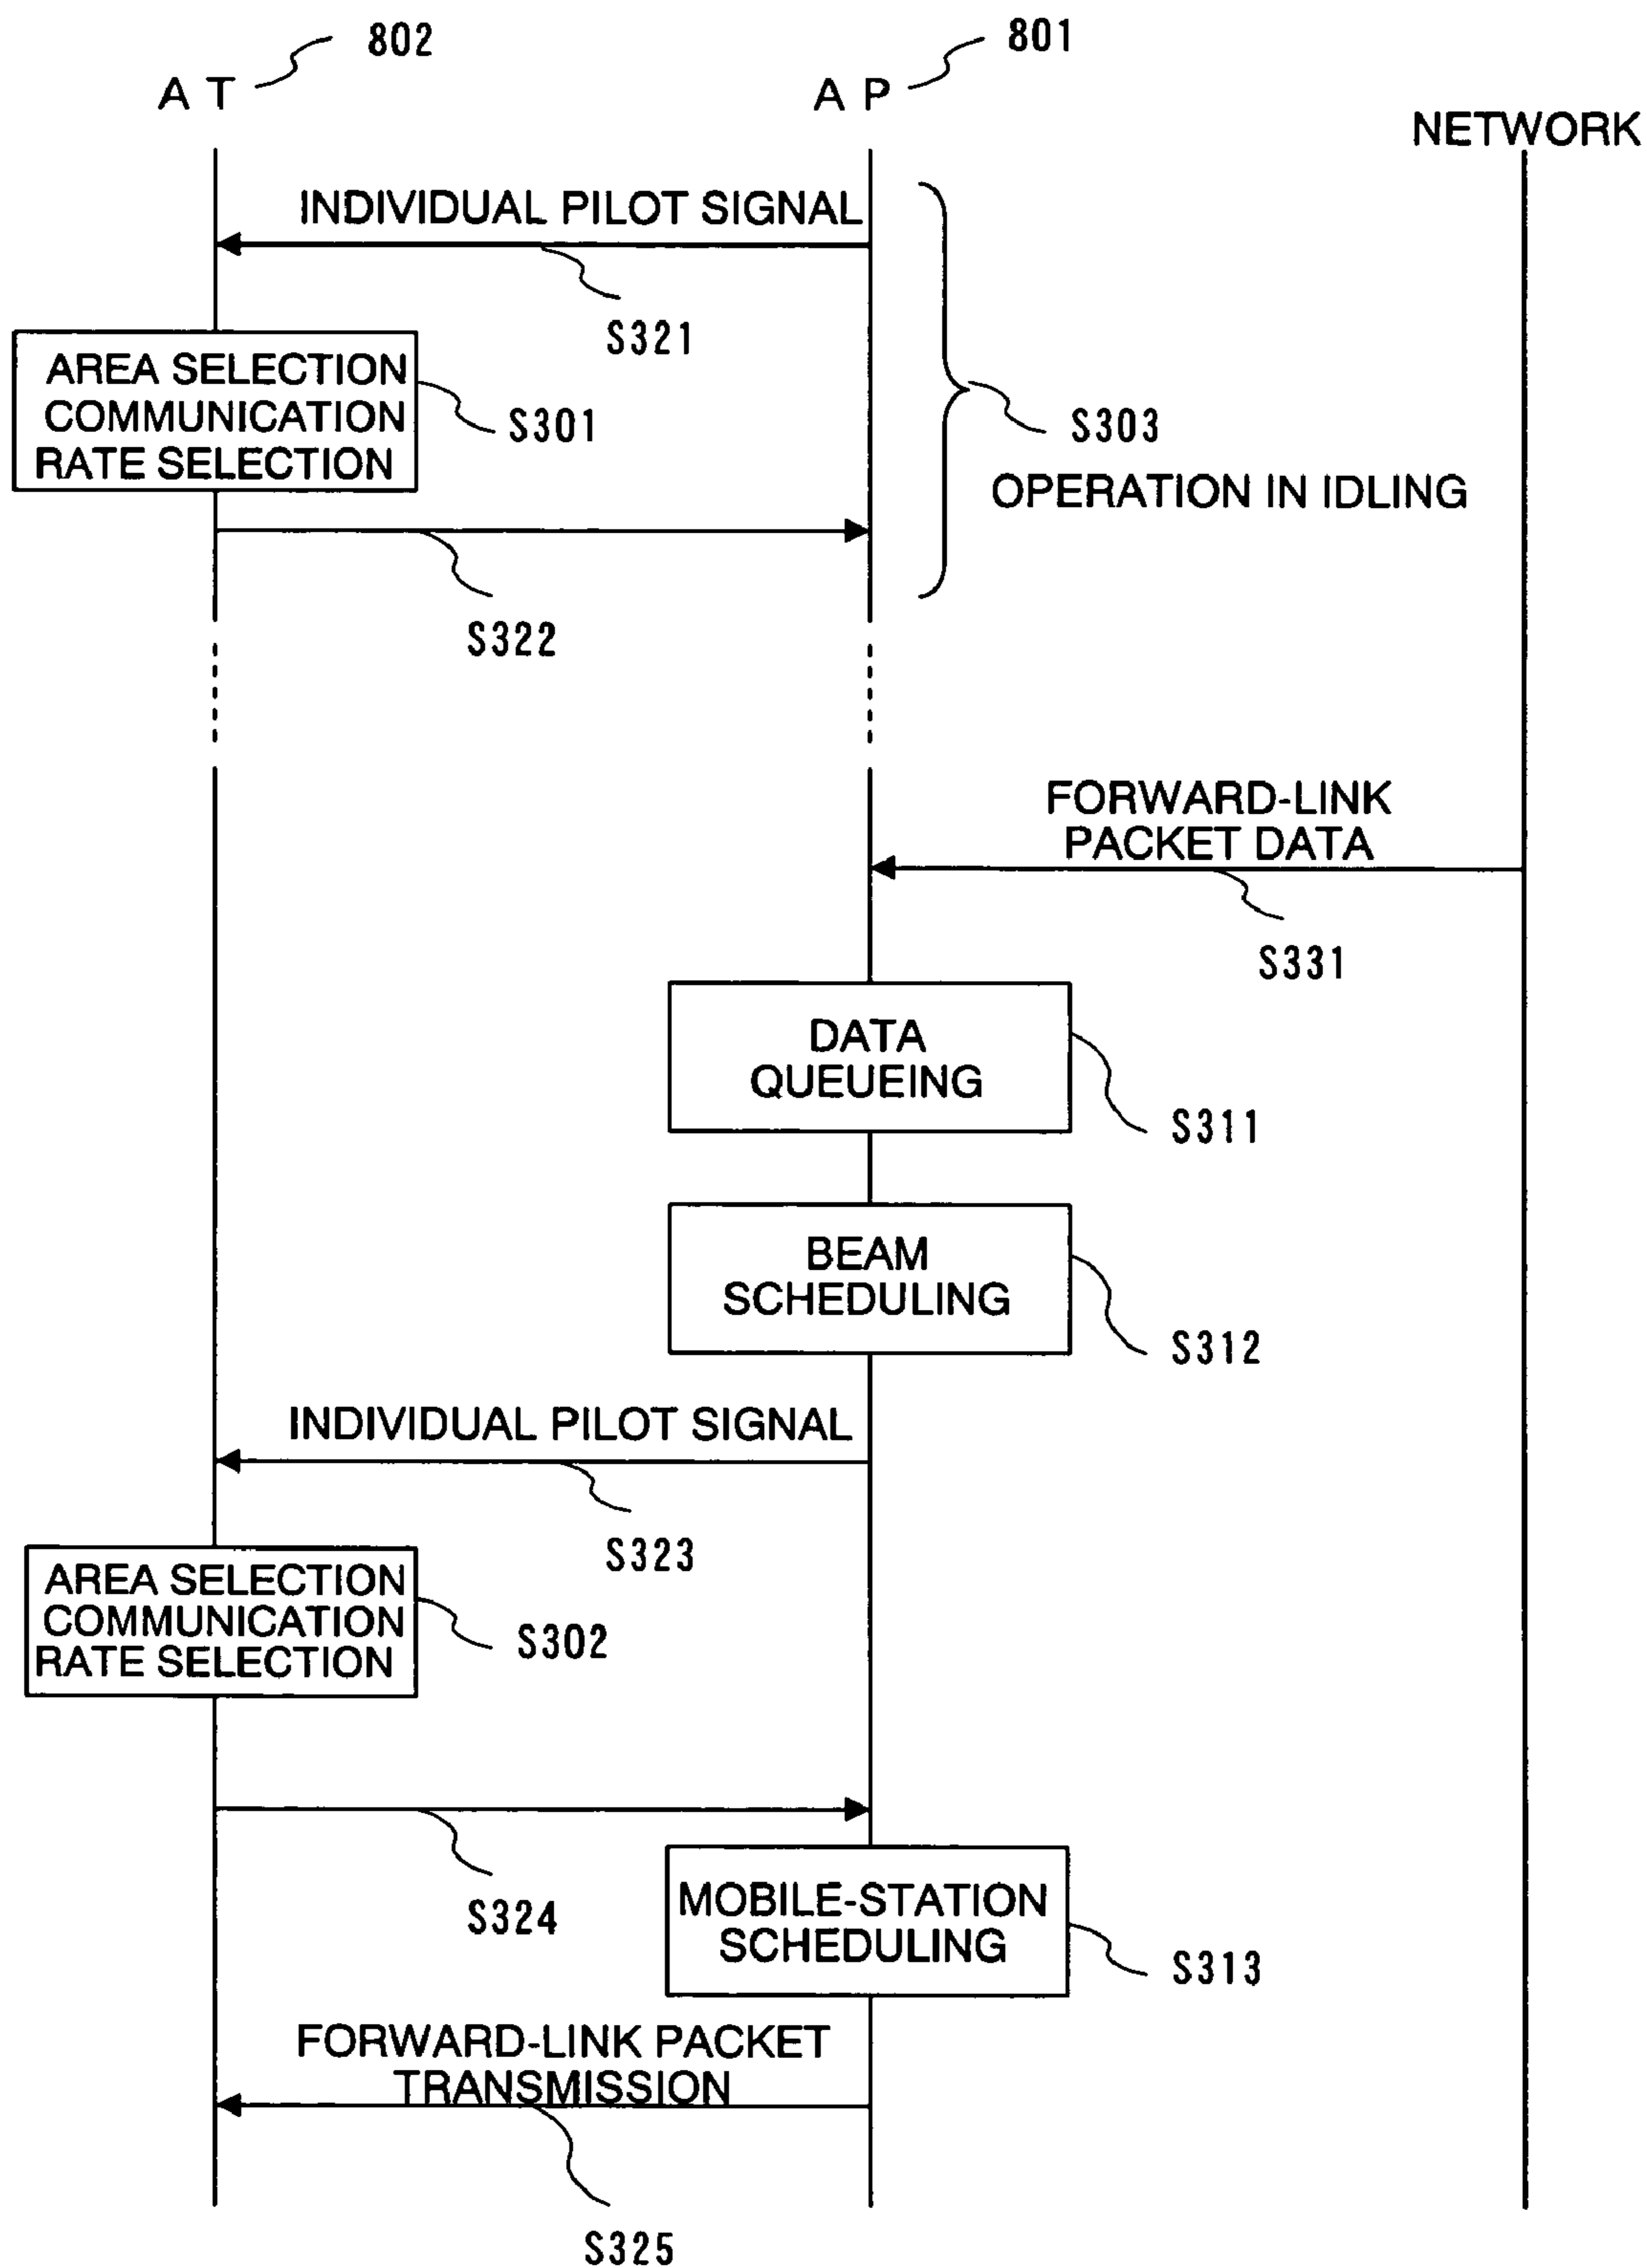 802
801
A T
A P
NETWORK
INDIVIDUAL PILOT SIGNAL
S321
AREA SELECTION
COMMUNICATION
RATE SELECTION
S301
S303
OPERATION IN IDLING
S322
FORWARD-LINK
PACKET DATA
S331
DATA
QUEUEING
S311
BEAM
SCHEDULING
S312
INDIVIDUAL PILOT SIGNAL
S323
AREA SELECTION
COMMUNICATION
RATE SELECTION
S302
S324
MOBILE-STATION
SCHEDULING
S313
FORWARD-LINK PACKET
TRANSMISSION
S325